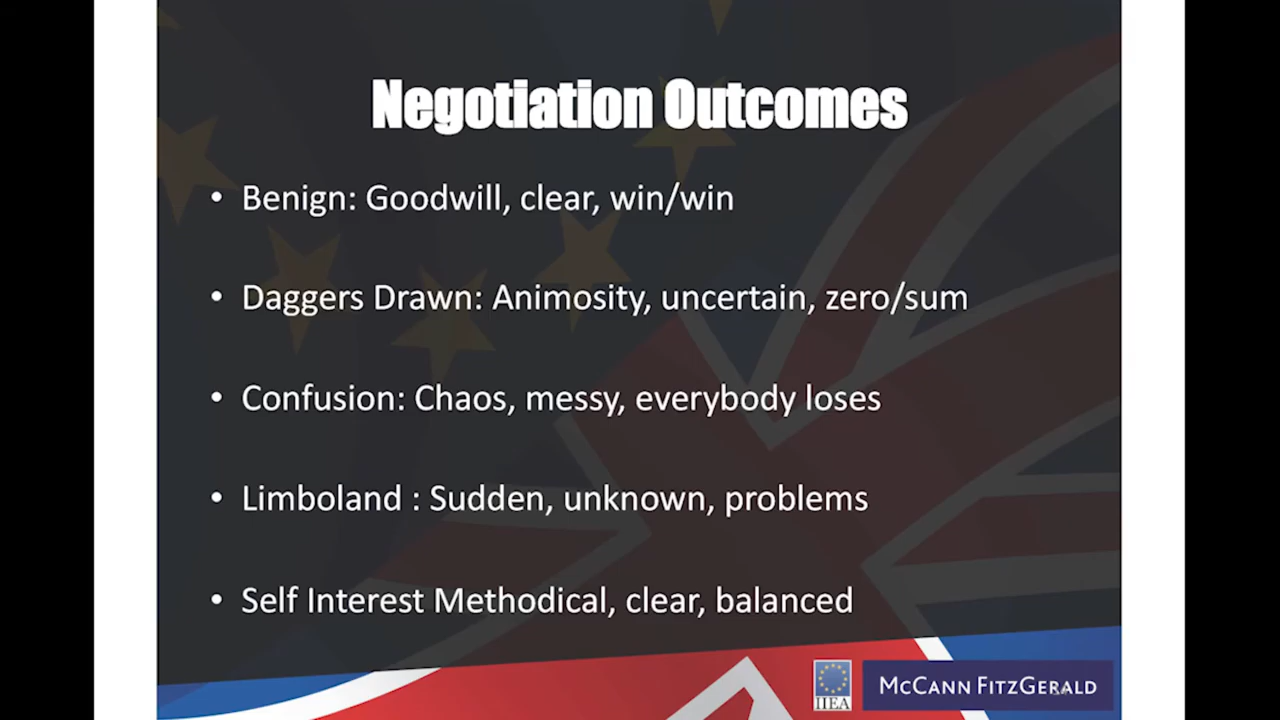 Negotiation Outcomes
• Benign: Goodwill, clear, win/win
• Daggers Drawn: Animosity, uncertain, zero/sum
• Confusion: Chaos, messy, everybody loses
• Limboland : Sudden, unknown, problems
• Self Interest Methodical, clear, balanced
IIEA
McCANN FITZGERALD